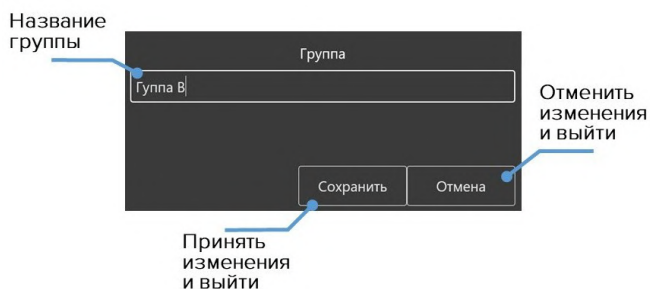 Название
группы
Группа
Гуппа В
Отменить
изменения
и выйти
Сохранить
Отмена
Принять
изменения
и выйти